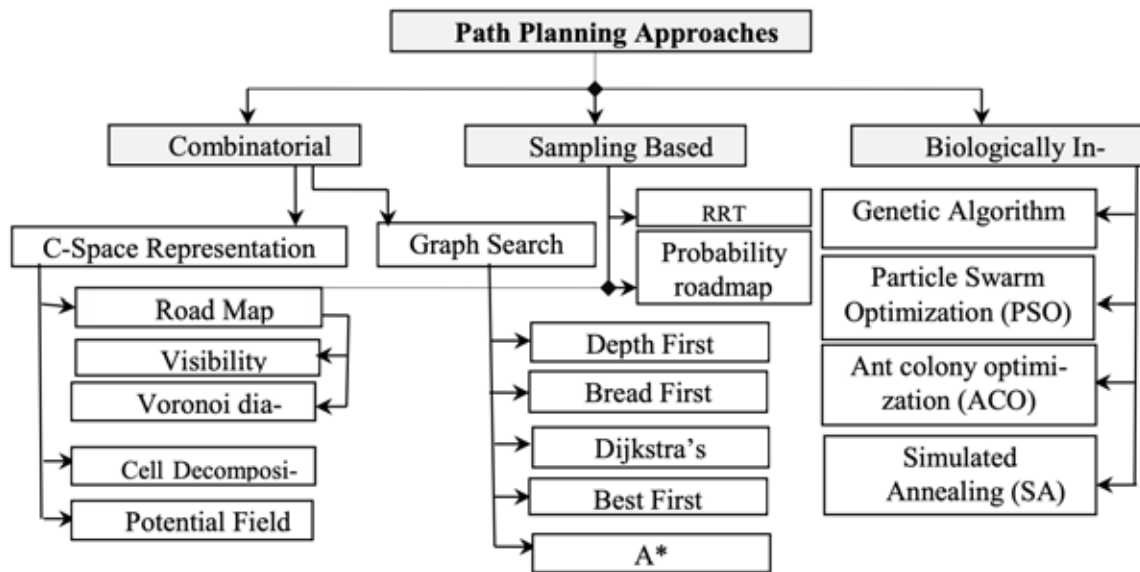 Path Planning Approaches
Combinatorial
Sampling Based
Biologically In-
C-Space Representation
Graph Search
RRT
Probability
roadmap
Genetic Algorithm
Particle Swarm
Optimization (PSO)
Ant colony optimi-
zation (ACO)
Simulated
Annealing (SA)
Road Map
Visibility
Voronoi dia-
Cell Decomposi-
Potential Field
Depth First
Bread First
Dijkstra's
Best First
A*